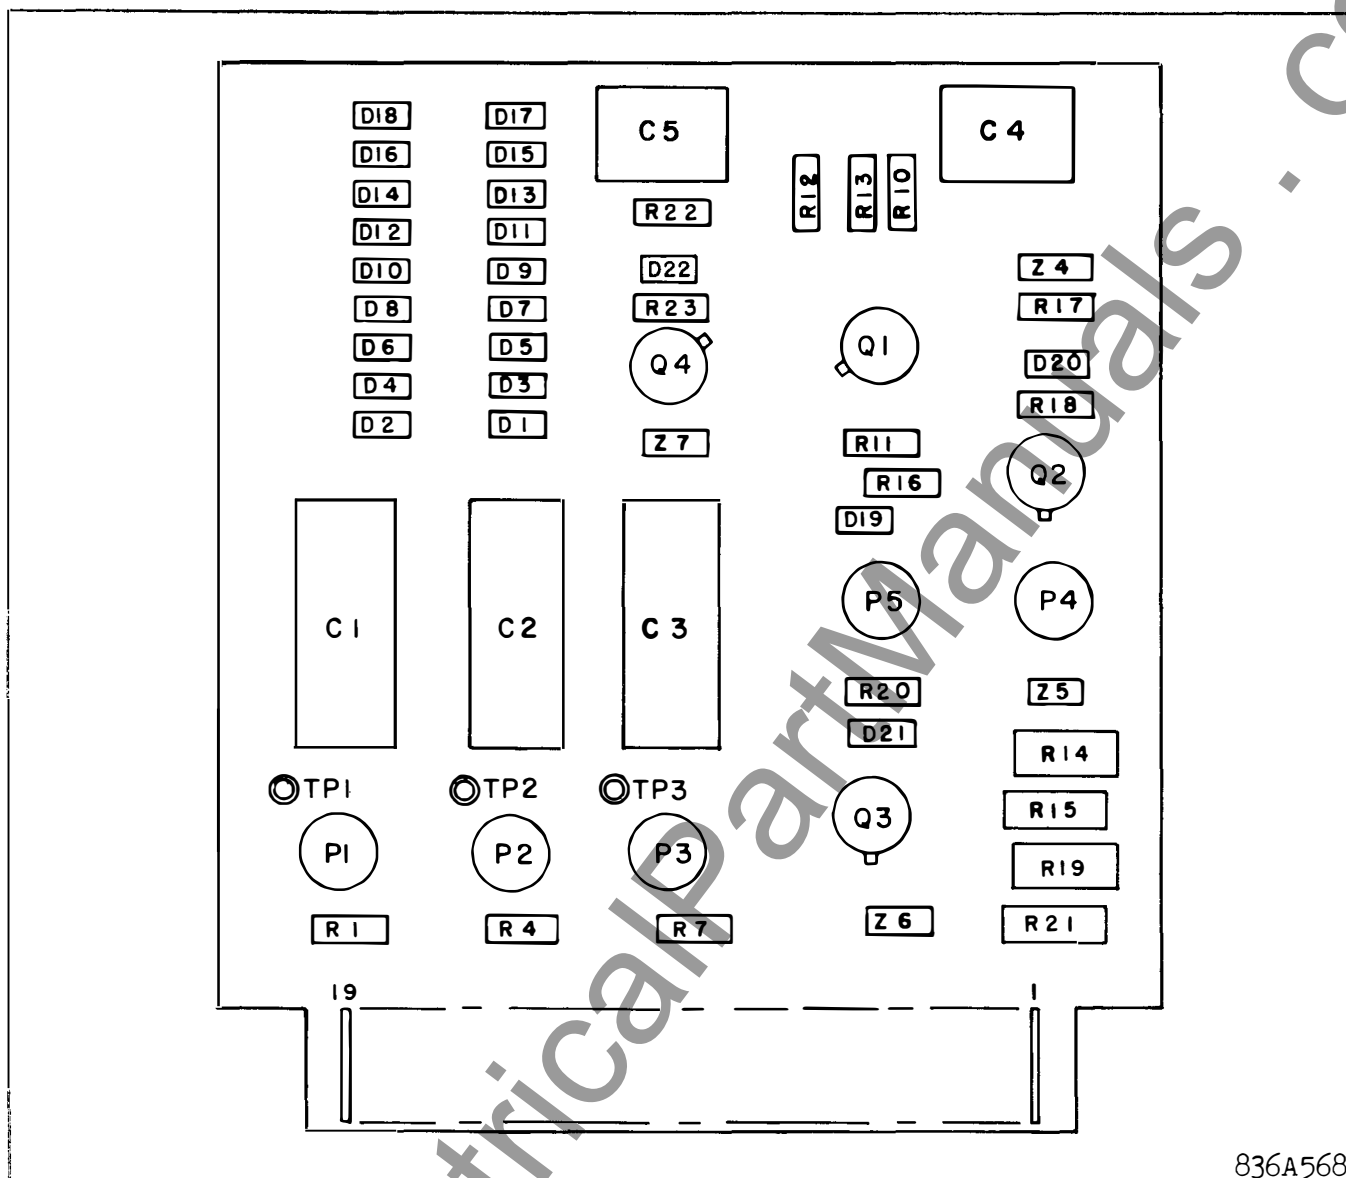 D18 D17 C5 C4
D16 D15
D14 D13 R12 R13 R10
R22
D12 D11
D10 D9 D22 Z4
D8 D7 R23 R17
D6 D5 Q4 Q1 D20
D4 D3
D2 D1 R18
Z7 R11
R16 Q2
D19
C1 C2 C3 P5 P4
R20 Z5
D21 R14
TP1 TP2 TP3 R15
Q3
P1 P2 P3 R19
R1 R4 R7 Z6 R21
19 1
836A568
tricalPartManuals.c